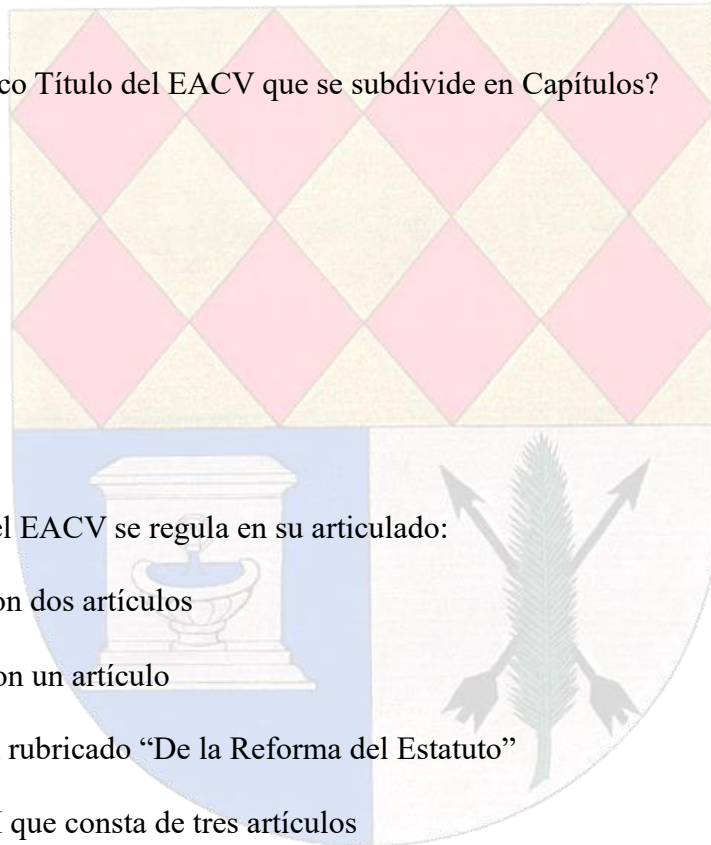 co Título del EACV que se subdivide en Capítulos?
el EACV se regula en su articulado:
on dos artículos
on un artículo
rubricado “De la Reforma del Estatuto”
I que consta de tres artículos